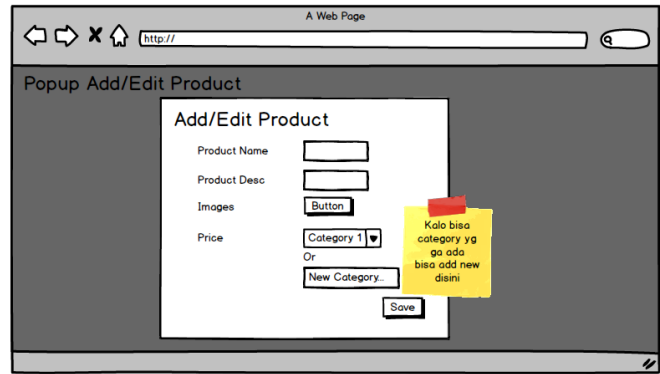 A Web Page
http://
Popup Add/Edit Product
Add/Edit Product
Product Name
Product Desc
Images
Button
Price
Category 1
Or
New Category...
Save
Kalo bisa
category yg
ga ada
bisa add new
disini